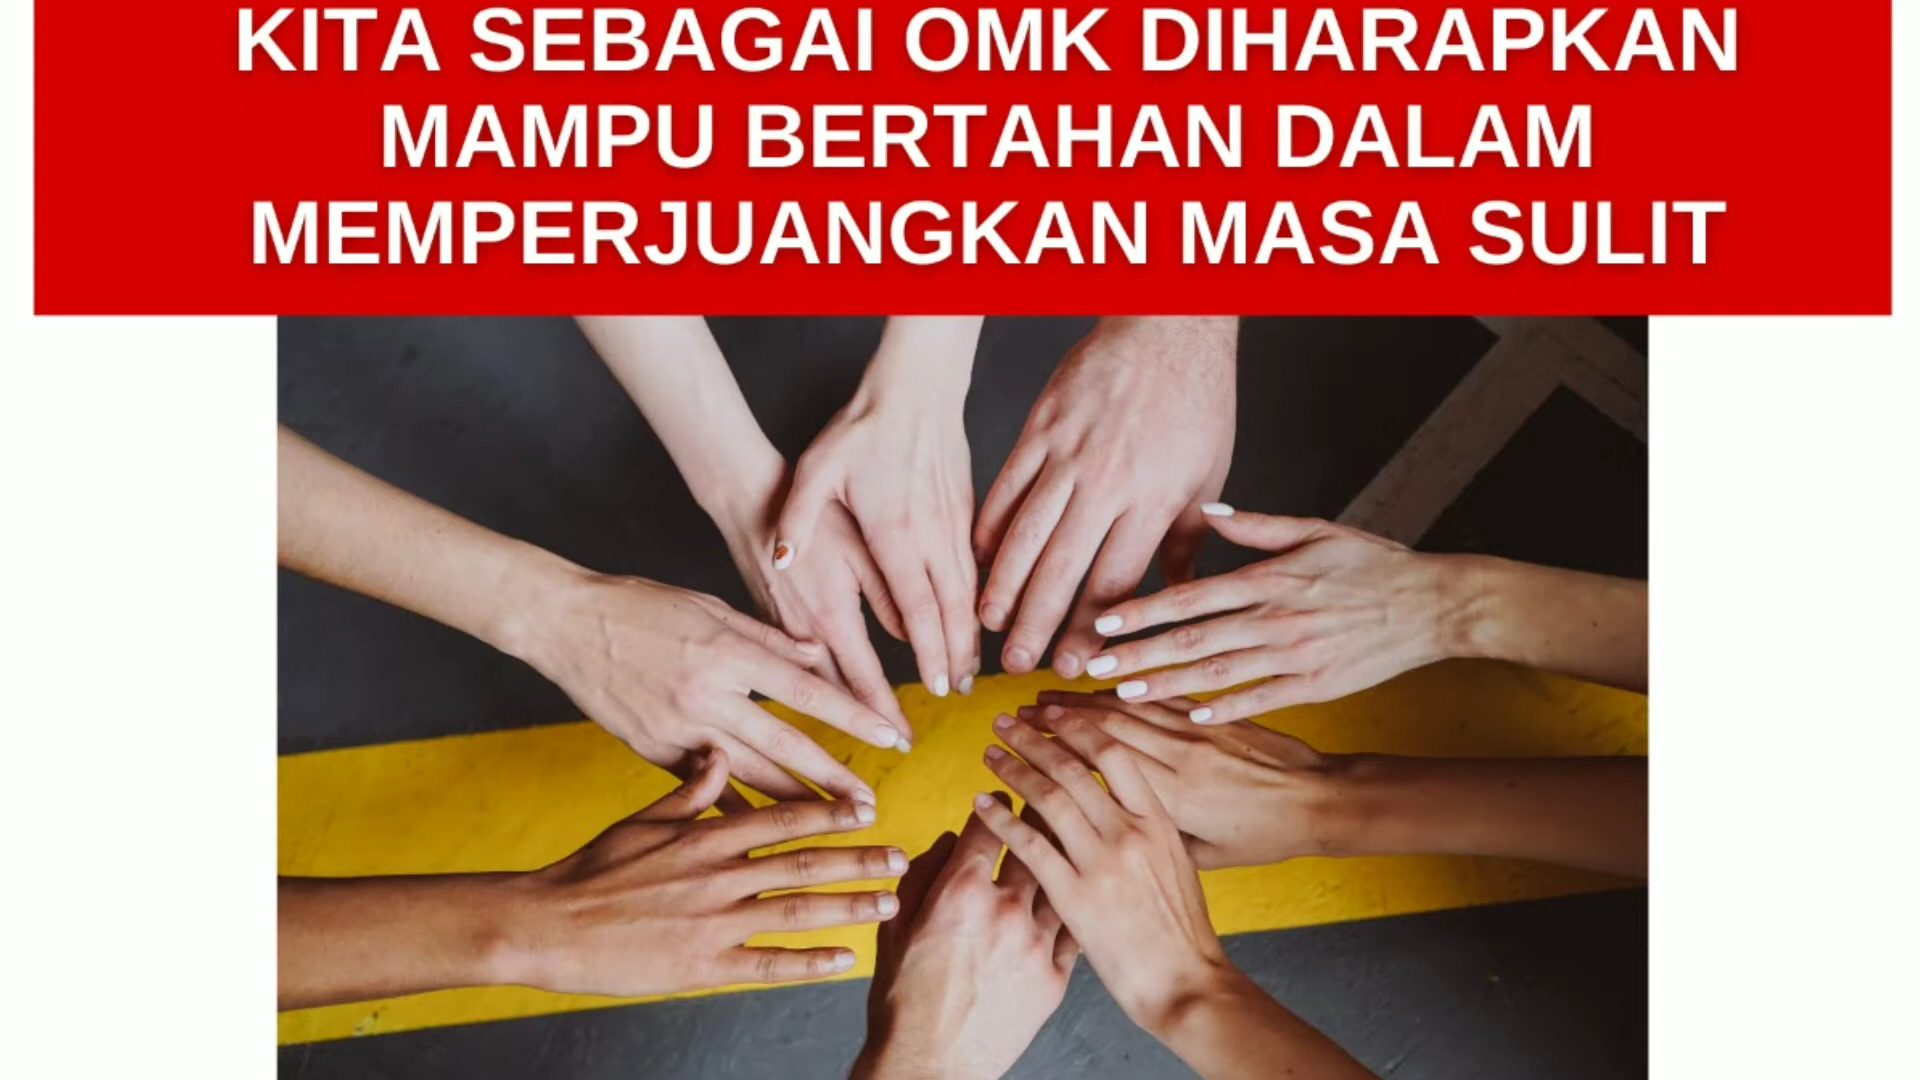 KITA SEBAGAI OMK DIHARAPKAN
MAMPU BERTAHAN DALAM
MEMPERJUANGKAN MASA SULIT